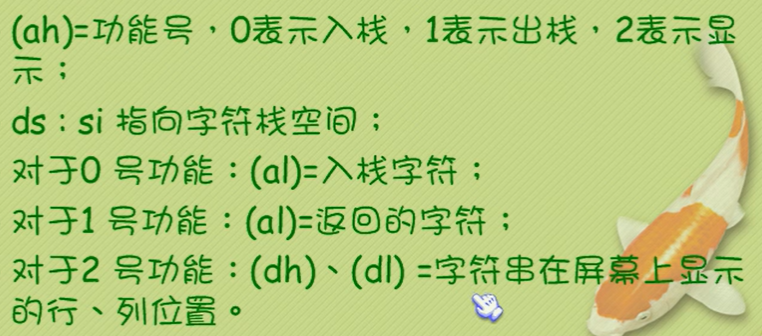 (ah)=功能号，0表示入栈，1表示出栈，2表示显
示；
ds：si 指向字符栈空间；
对于0 号功能：(al)=入栈字符；
对于1 号功能：(al)=返回的字符；
对于2 号功能：(dh)、(dl) =字符串在屏幕上显示
的行、列位置。